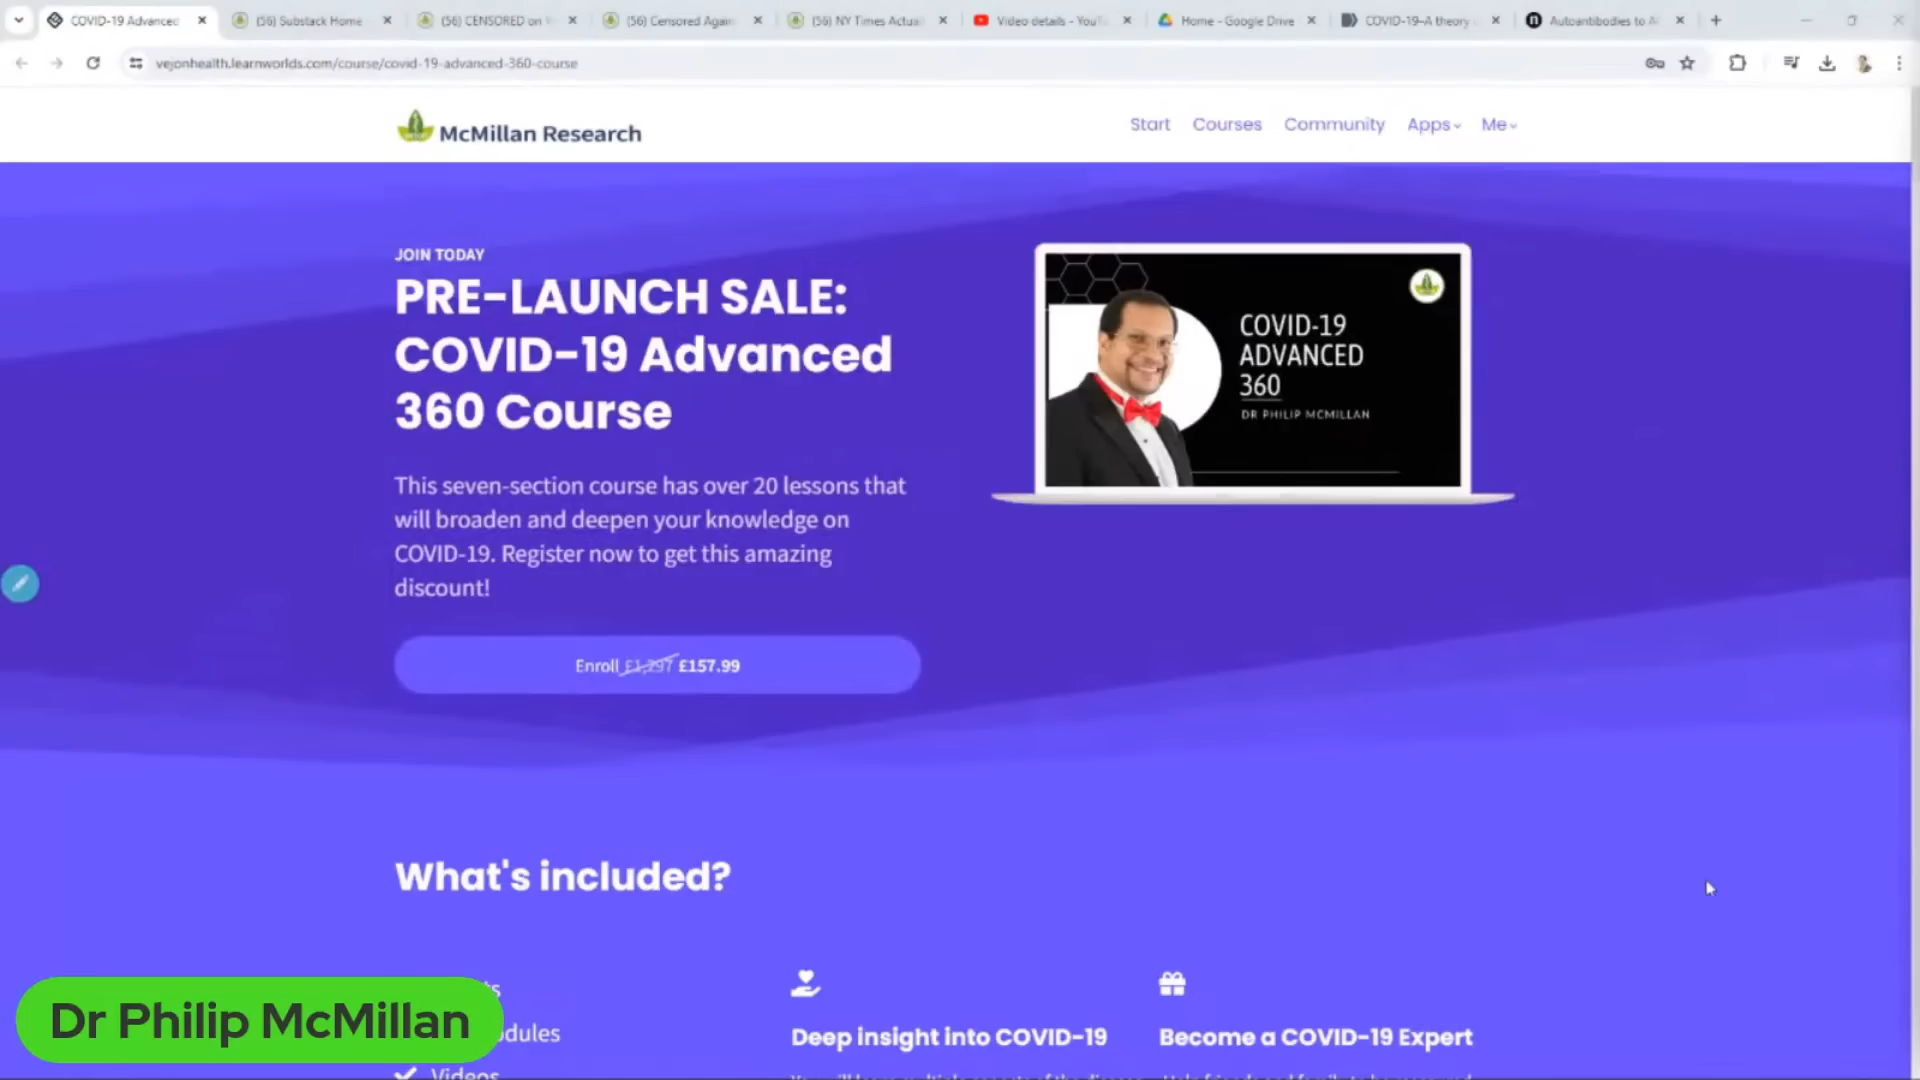 COVID-19 Advanced
(56) Substack Home
(56) CENSORED on
(56) Censored Again
(56) NY Times Actua
Video details - YouT
Home - Google Drive
COVID-19–A theory
Autoantibodies to A
vejonhealth.learnworlds.com/course/covid-19-advanced-360-course
McMillan Research
Start
Courses
Community
Apps
Me
JOIN TODAY
PRE-LAUNCH SALE:
COVID-19 Advanced
360 Course
This seven-section course has over 20 lessons that
will broaden and deepen your knowledge on
COVID-19. Register now to get this amazing
discount!
Enroll £1,297 £157.99
COVID-19
ADVANCED
360
DR PHILIP MCMILLAN
What's included?
Deep insight into COVID-19
Become a COVID-19 Expert
Videos
Dr Philip McMillan